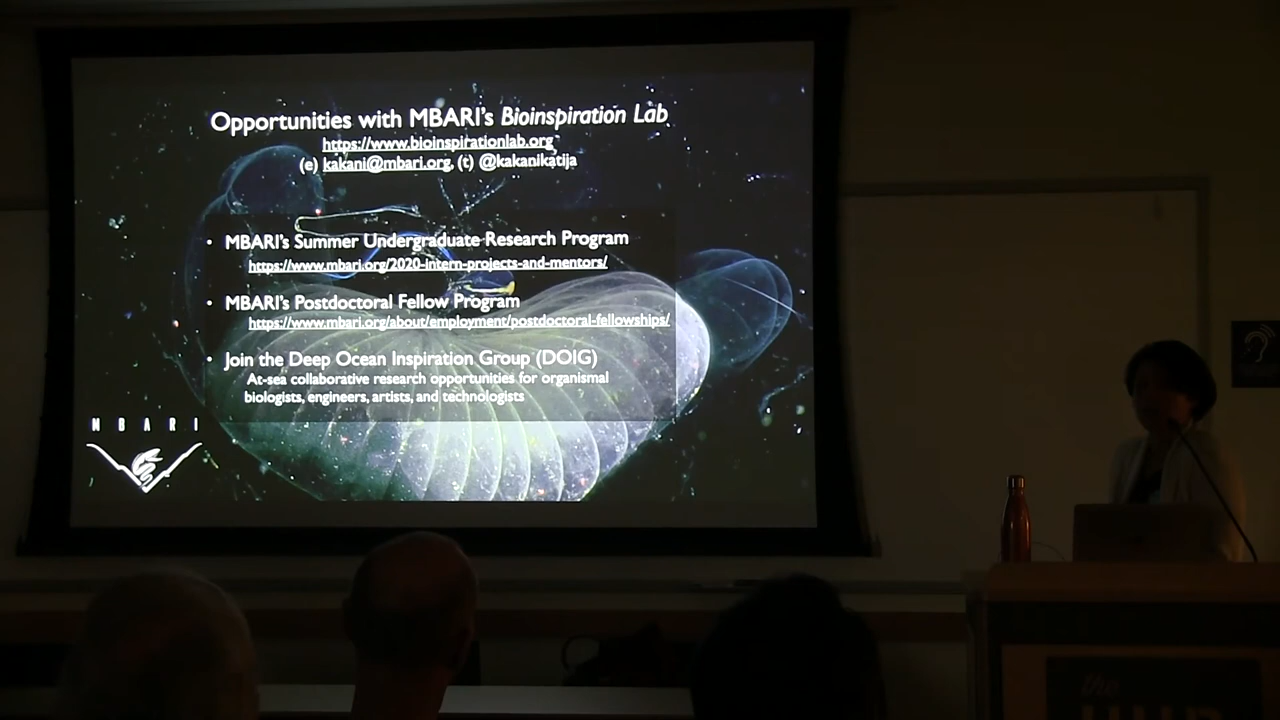 Opportunities with MBARI's Bioinspiration Lab
https://www.bioinspirationlab.org
(e) kakani@mbari.org, (t) @kakanikatija
• MBARI's Summer Undergraduate Research Program
https://www.mbari.org/2020-intern-projects-and-mentors/
• MBARI's Postdoctoral Fellow Program
https://www.mbari.org/about/employment/postdoctoral-fellowships/
• Join the Deep Ocean Inspiration Group (DOIG)
At-sea collaborative research opportunities for organismal
biologists, engineers, artists, and technologists
MBARI
the